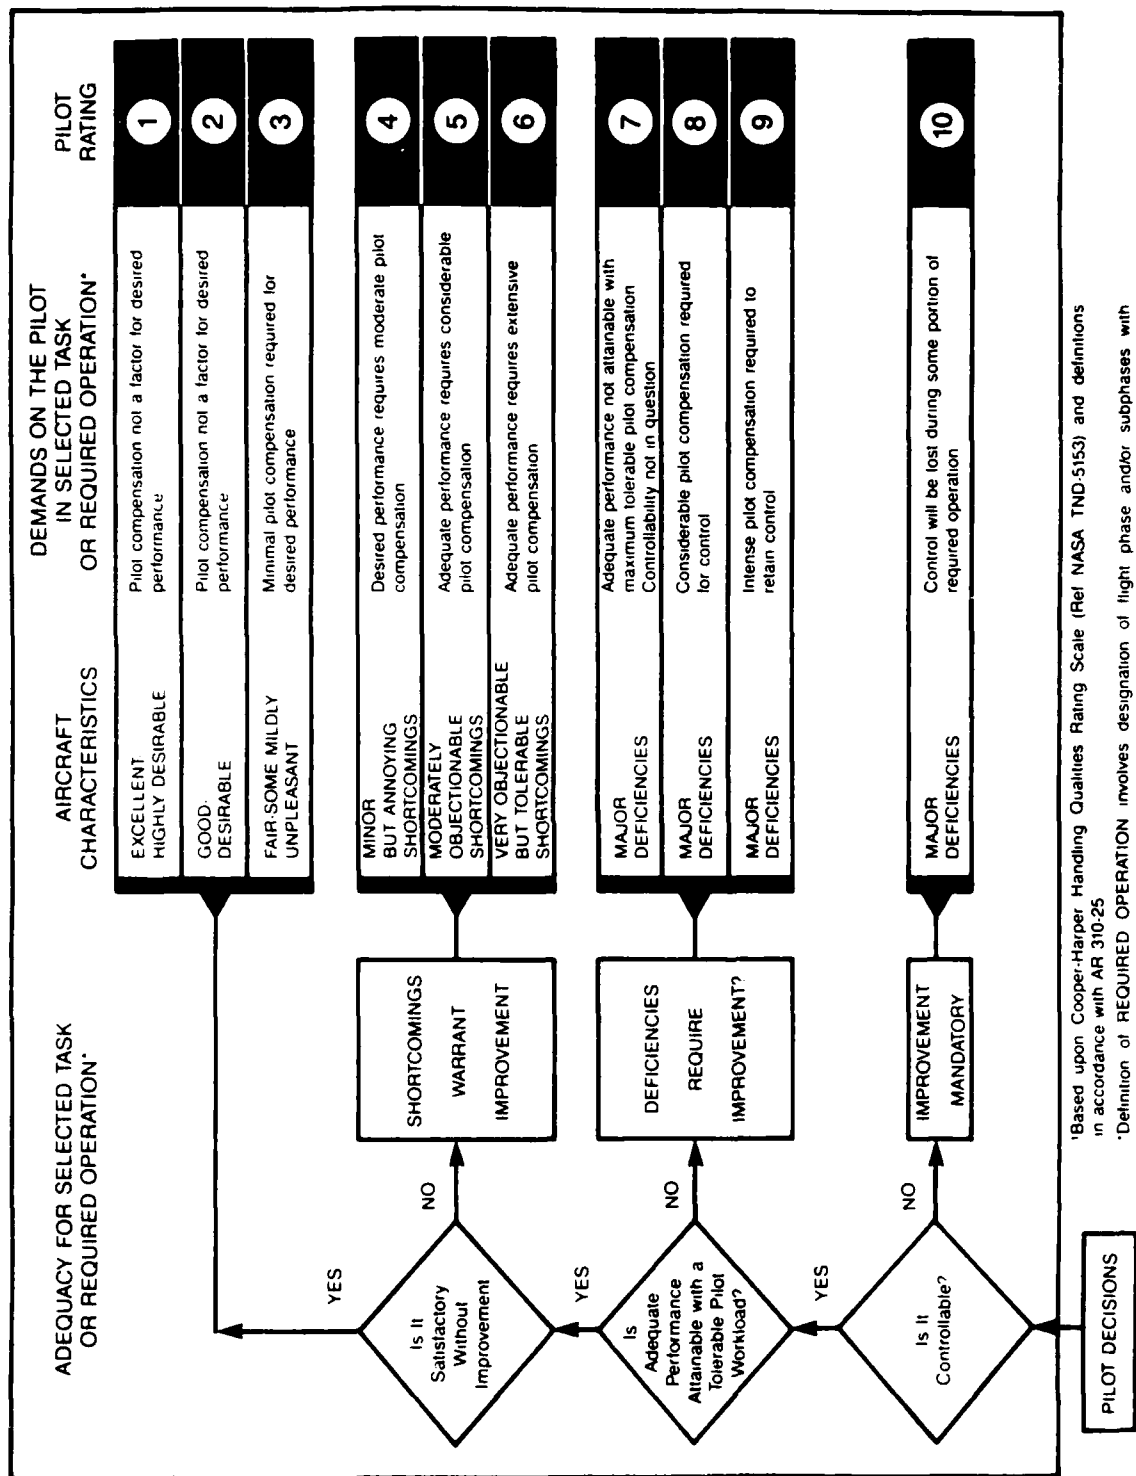 ADEQUACY FOR SELECTED TASK
OR REQUIRED OPERATION*
AIRCRAFT
CHARACTERISTICS
DEMANDS ON THE PILOT
IN SELECTED TASK
OR REQUIRED OPERATION*
PILOT
RATING
EXCELLENT
HIGHLY DESIRABLE
Pilot compensation not a factor for desired
performance
1
GOOD-
DESIRABLE
Pilot compensation not a factor for desired
performance
2
FAIR-SOME MILDLY
UNPLEASANT
Minimal pilot compensation required for
desired performance
3
YES
Is It
Satisfactory
Without
Improvement
NO
SHORTCOMINGS
WARRANT
IMPROVEMENT
MINOR
BUT ANNOYING
SHORTCOMINGS
Desired performance requires moderate pilot
compensation
4
MODERATELY
OBJECTIONABLE
SHORTCOMINGS
Adequate performance requires considerable
pilot compensation
5
VERY OBJECTIONABLE
BUT TOLERABLE
SHORTCOMINGS
Adequate performance requires extensive
pilot compensation
6
YES
Is
Adequate
Performance
Attainable with a
Tolerable Pilot
Workload?
NO
DEFICIENCIES
REQUIRE
IMPROVEMENT?
MAJOR
DEFICIENCIES
Adequate performance not attainable with
maximum tolerable pilot compensation
Controllability not in question
7
MAJOR
DEFICIENCIES
Considerable pilot compensation required
for control
8
MAJOR
DEFICIENCIES
Intense pilot compensation required to
retain control
9
YES
Is It
Controllable?
NO
IMPROVEMENT
MANDATORY
MAJOR
DEFICIENCIES
Control will be lost during some portion of
required operation
10
PILOT DECISIONS
¹Based upon Cooper-Harper Handling Qualities Rating Scale (Ref NASA TND-5153) and definitions
in accordance with AR 310-25
*Definition of REQUIRED OPERATION involves designation of flight phase and/or subphases with